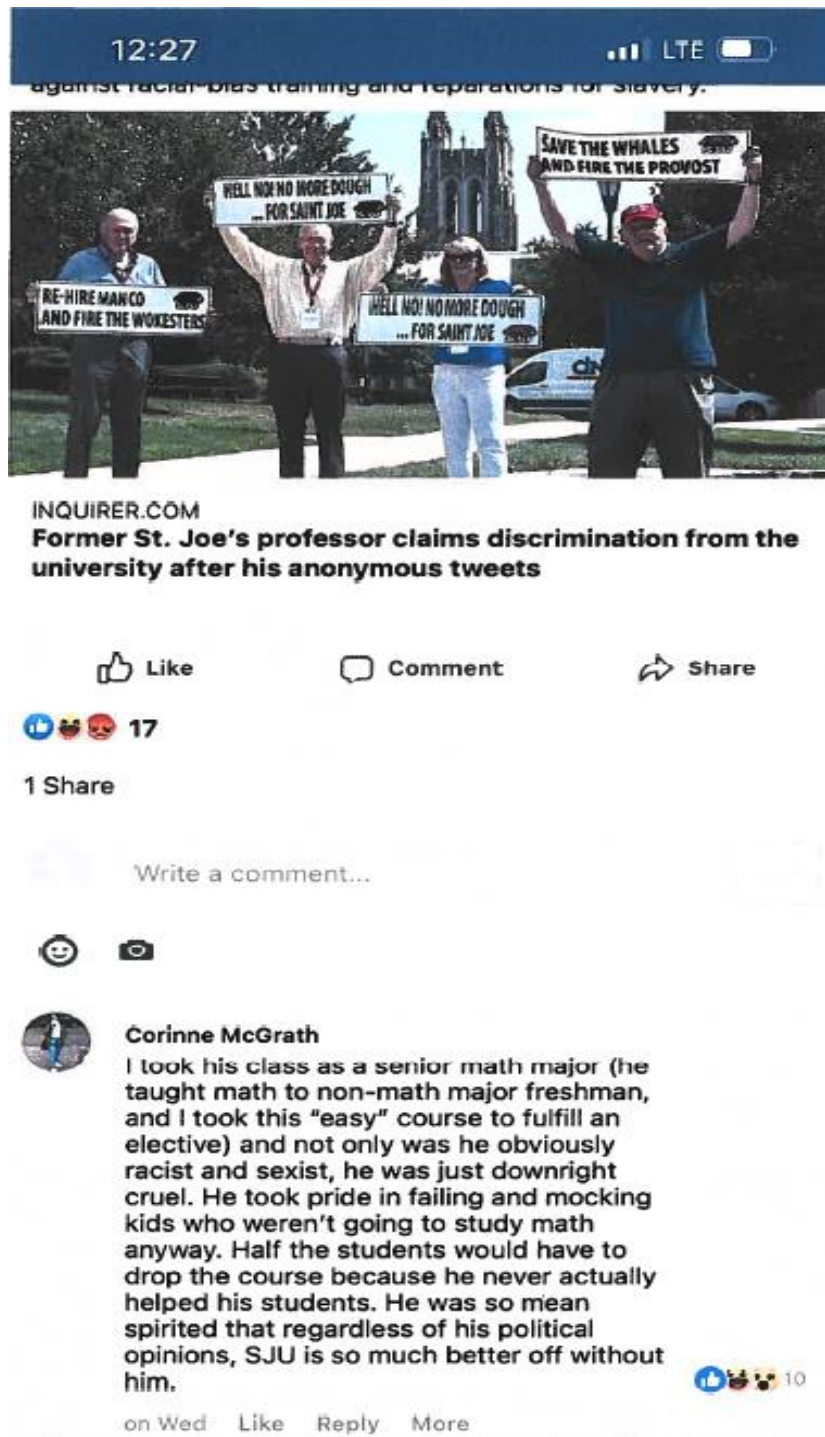 12:27
LTE
against racial-bias training and reparations for slavery."
SAVE THE WHALES
AND FIRE THE PROVOST
HELL NO! NO MORE DOUGH
... FOR SAINT JOE
RE-HIRE MANCO
AND FIRE THE WOKESTERS
HELL NO! NO MORE DOUGH
... FOR SAINT JOE
INQUIRER.COM
Former St. Joe's professor claims discrimination from the
university after his anonymous tweets
Like
Comment
Share
17
1 Share
Write a comment...
Corinne McGrath
I took his class as a senior math major (he
taught math to non-math major freshman,
and I took this "easy" course to fulfill an
elective) and not only was he obviously
racist and sexist, he was just downright
cruel. He took pride in failing and mocking
kids who weren't going to study math
anyway. Half the students would have to
drop the course because he never actually
helped his students. He was so mean
spirited that regardless of his political
opinions, SJU is so much better off without
him.
10
on Wed Like Reply More